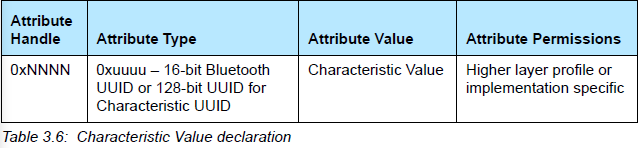 Attribute Handle Attribute Type Attribute Value Attribute Permissions
0xNNNN 0xuuuu – 16-bit Bluetooth Characteristic Value Higher layer profile or
UUID or 128-bit UUID for implementation specific
Characteristic UUID
Table 3.6: Characteristic Value declaration